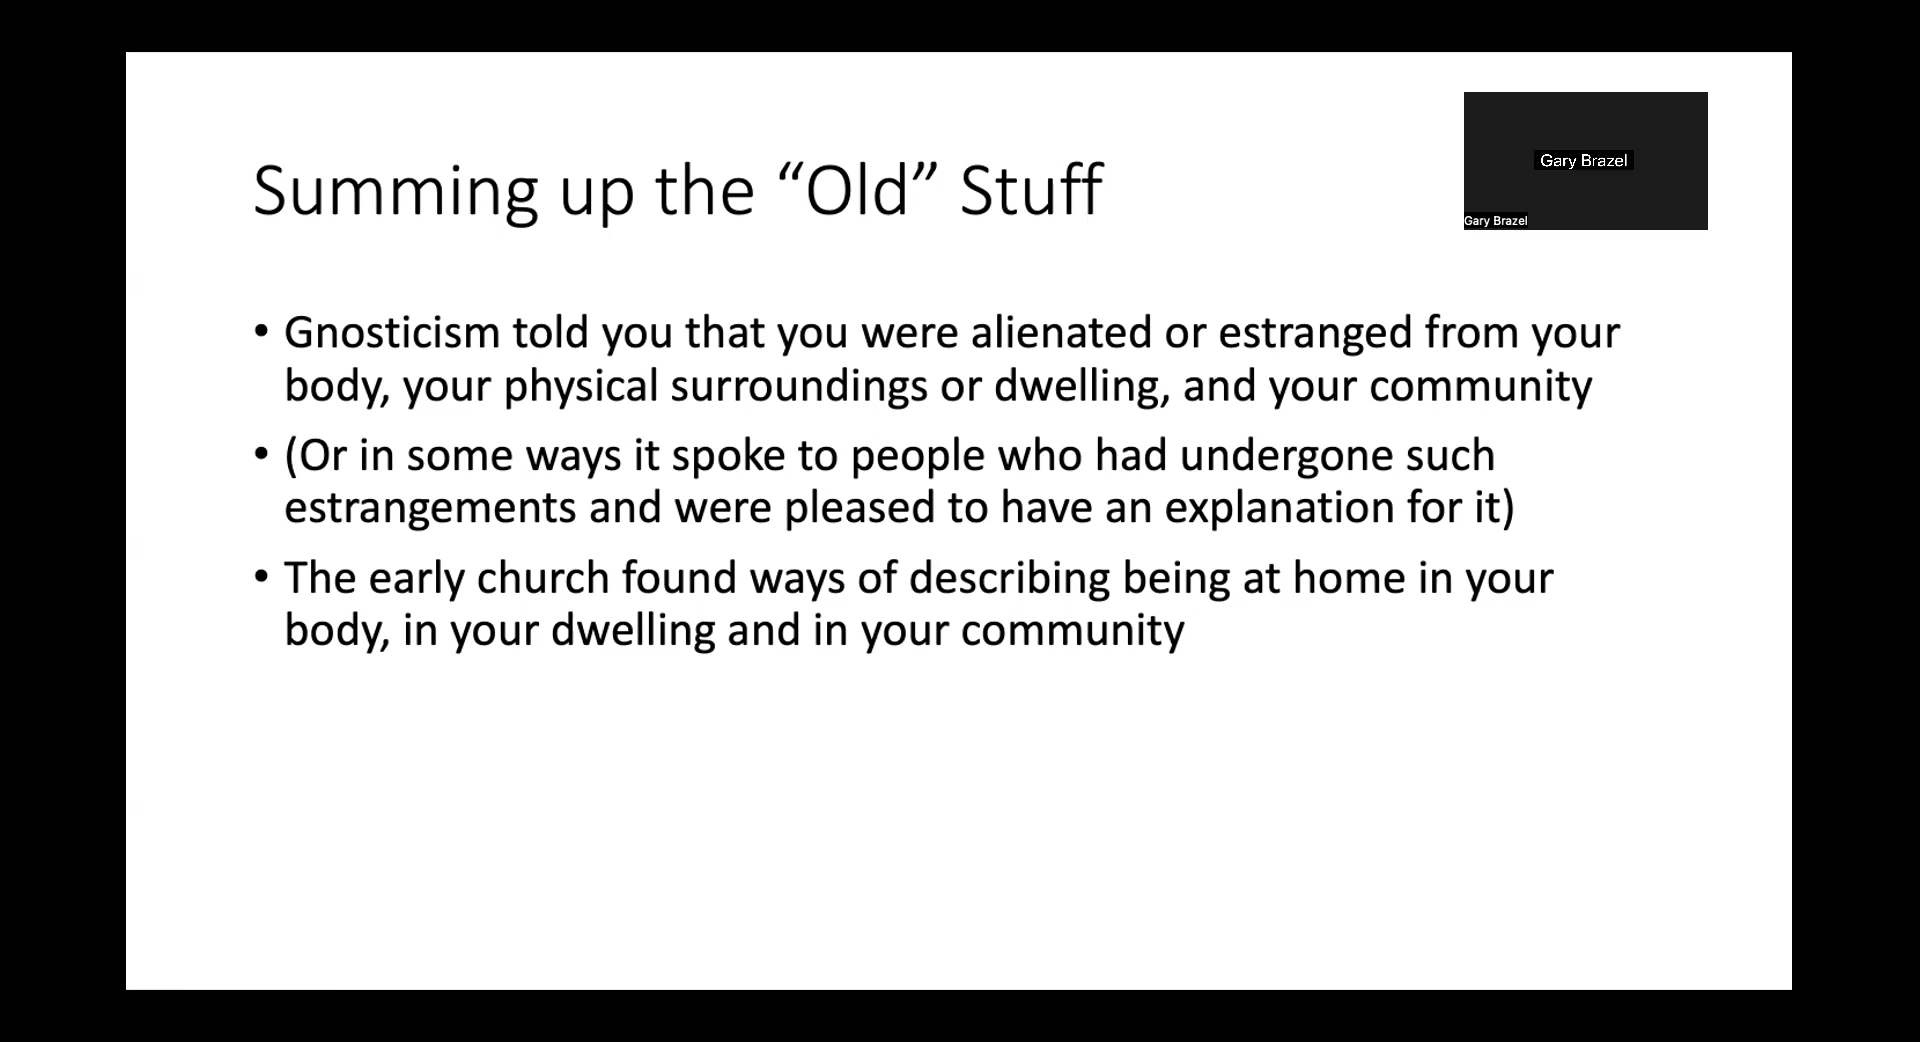 Summing up the “Old” Stuff
Gary Brazel
Gary Brazel
• Gnosticism told you that you were alienated or estranged from your
body, your physical surroundings or dwelling, and your community
• (Or in some ways it spoke to people who had undergone such
estrangements and were pleased to have an explanation for it)
• The early church found ways of describing being at home in your
body, in your dwelling and in your community